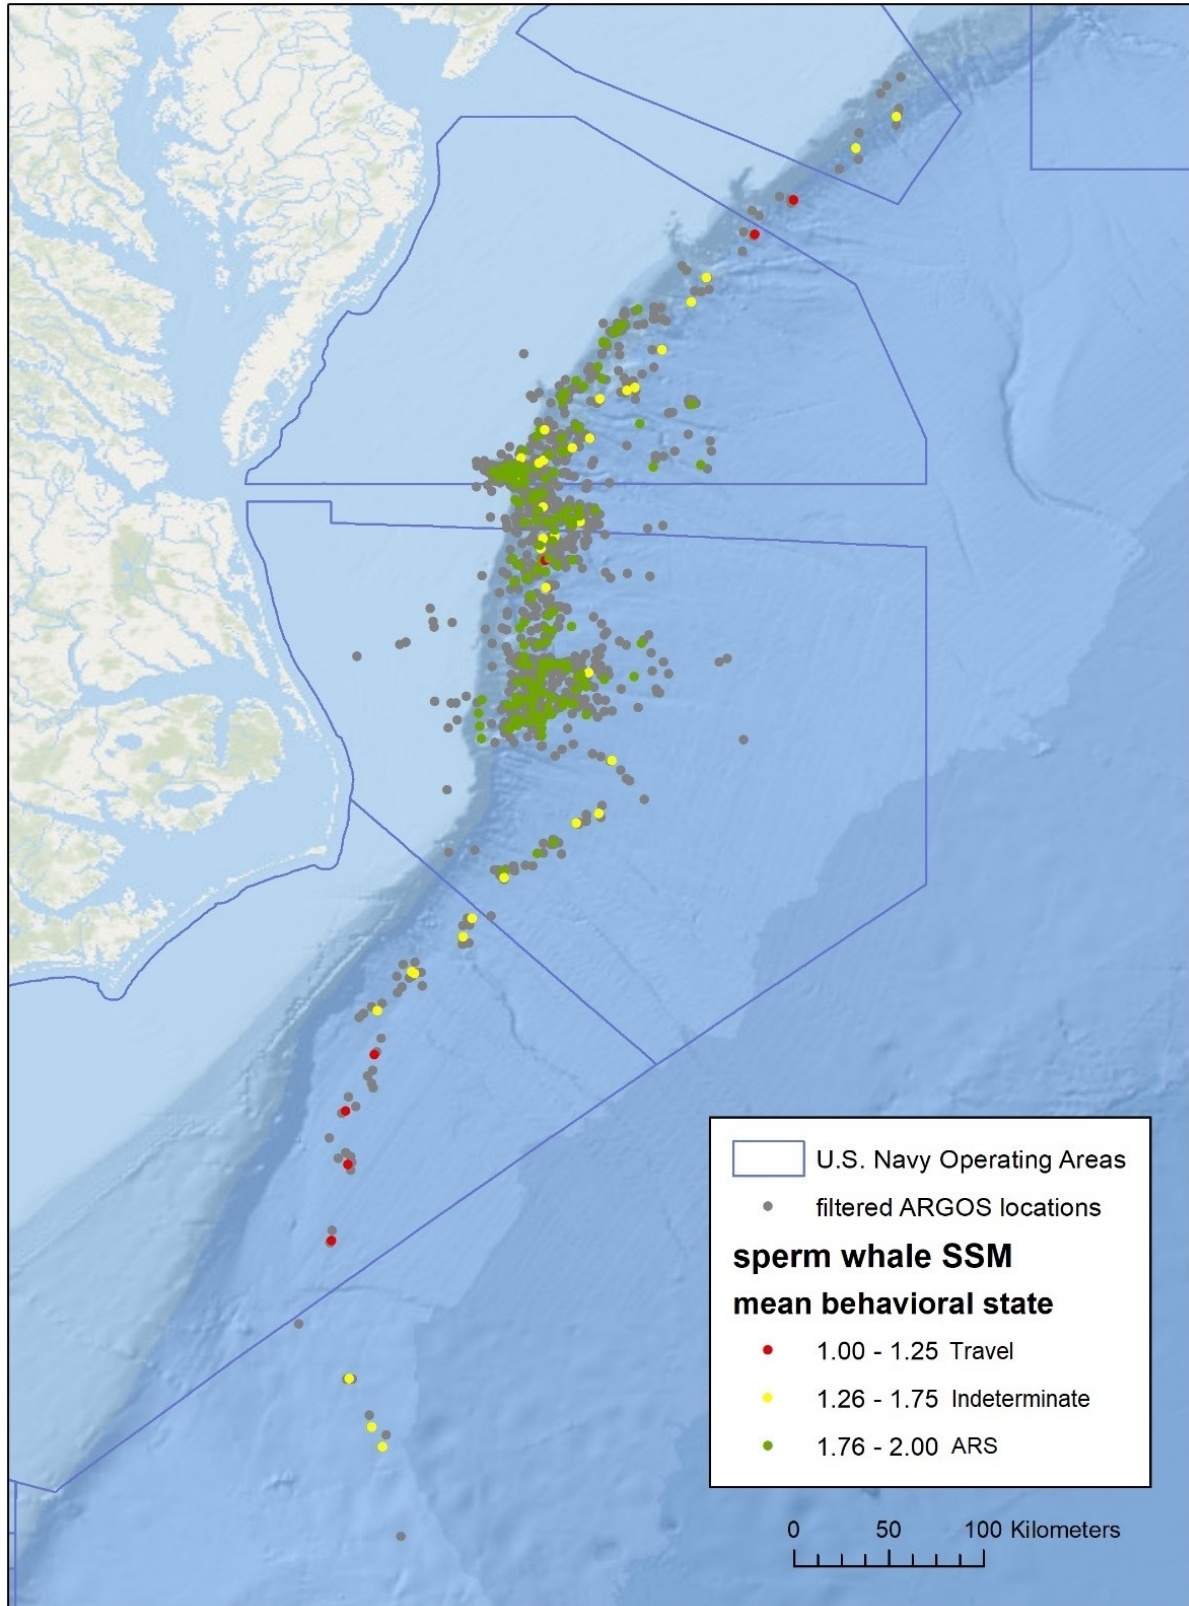 U.S. Navy Operating Areas
filtered ARGOS locations
sperm whale SSM
mean behavioral state
1.00 - 1.25 Travel
1.26 - 1.75 Indeterminate
1.76 - 2.00 ARS
0 50 100 Kilometers